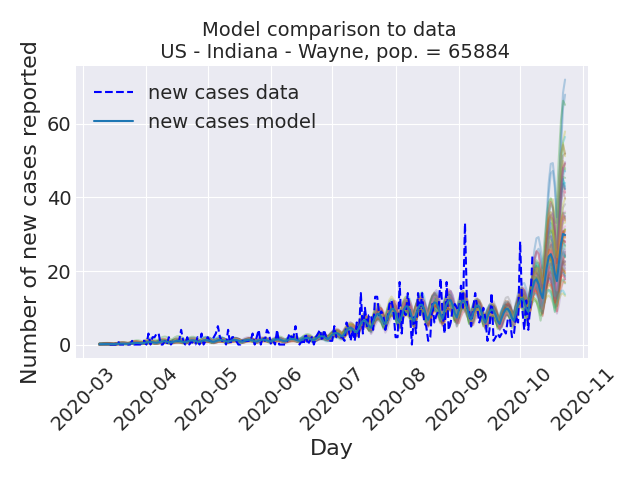 Model comparison to data
US - Indiana - Wayne, pop. = 65884
new cases data
new cases model
Number of new cases reported
60
40
20
0
2020-03
2020-04
2020-05
2020-06
2020-07
2020-08
2020-09
2020-10
2020-11
Day